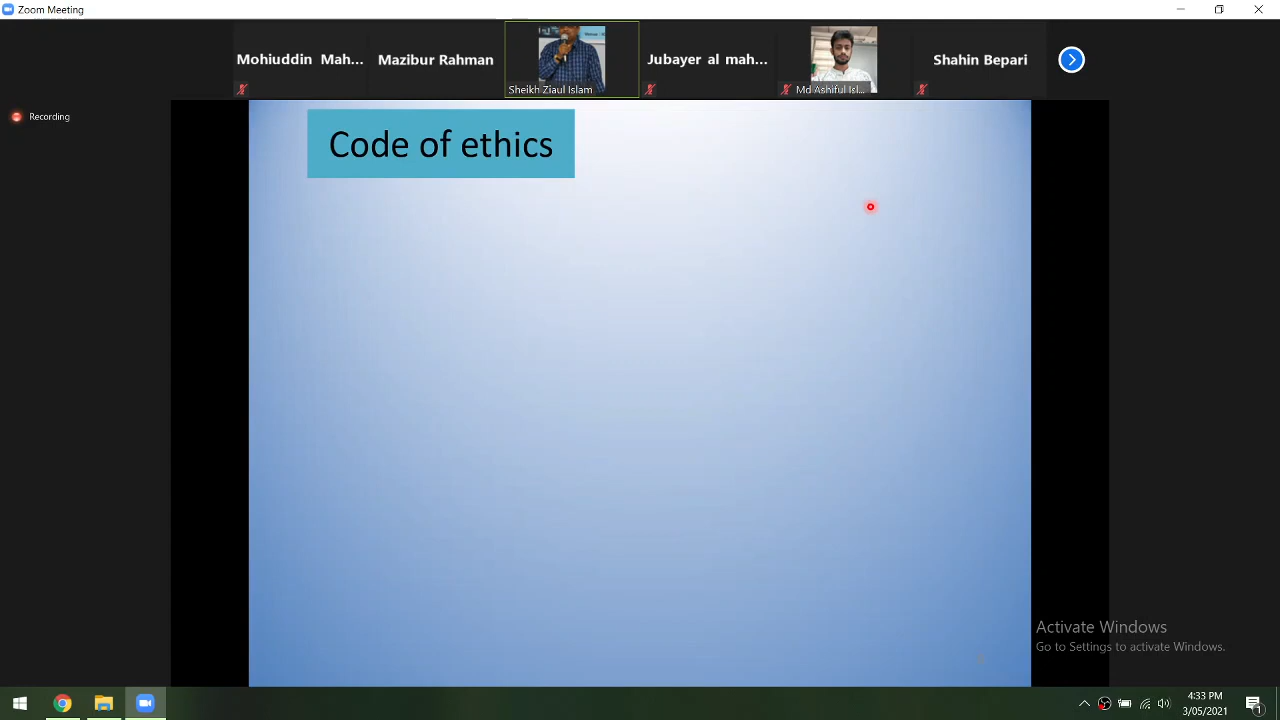 Zoom Meeting
Mohiuddin Mah...
Mazibur Rahman
Sheikh Ziaul Islam
Jubayer al mah...
Md Ashiful Isl...
Shahin Bepari
Recording
Code of ethics
Activate Windows
Go to Settings to activate Windows.
4:33 PM
3/05/2021
1